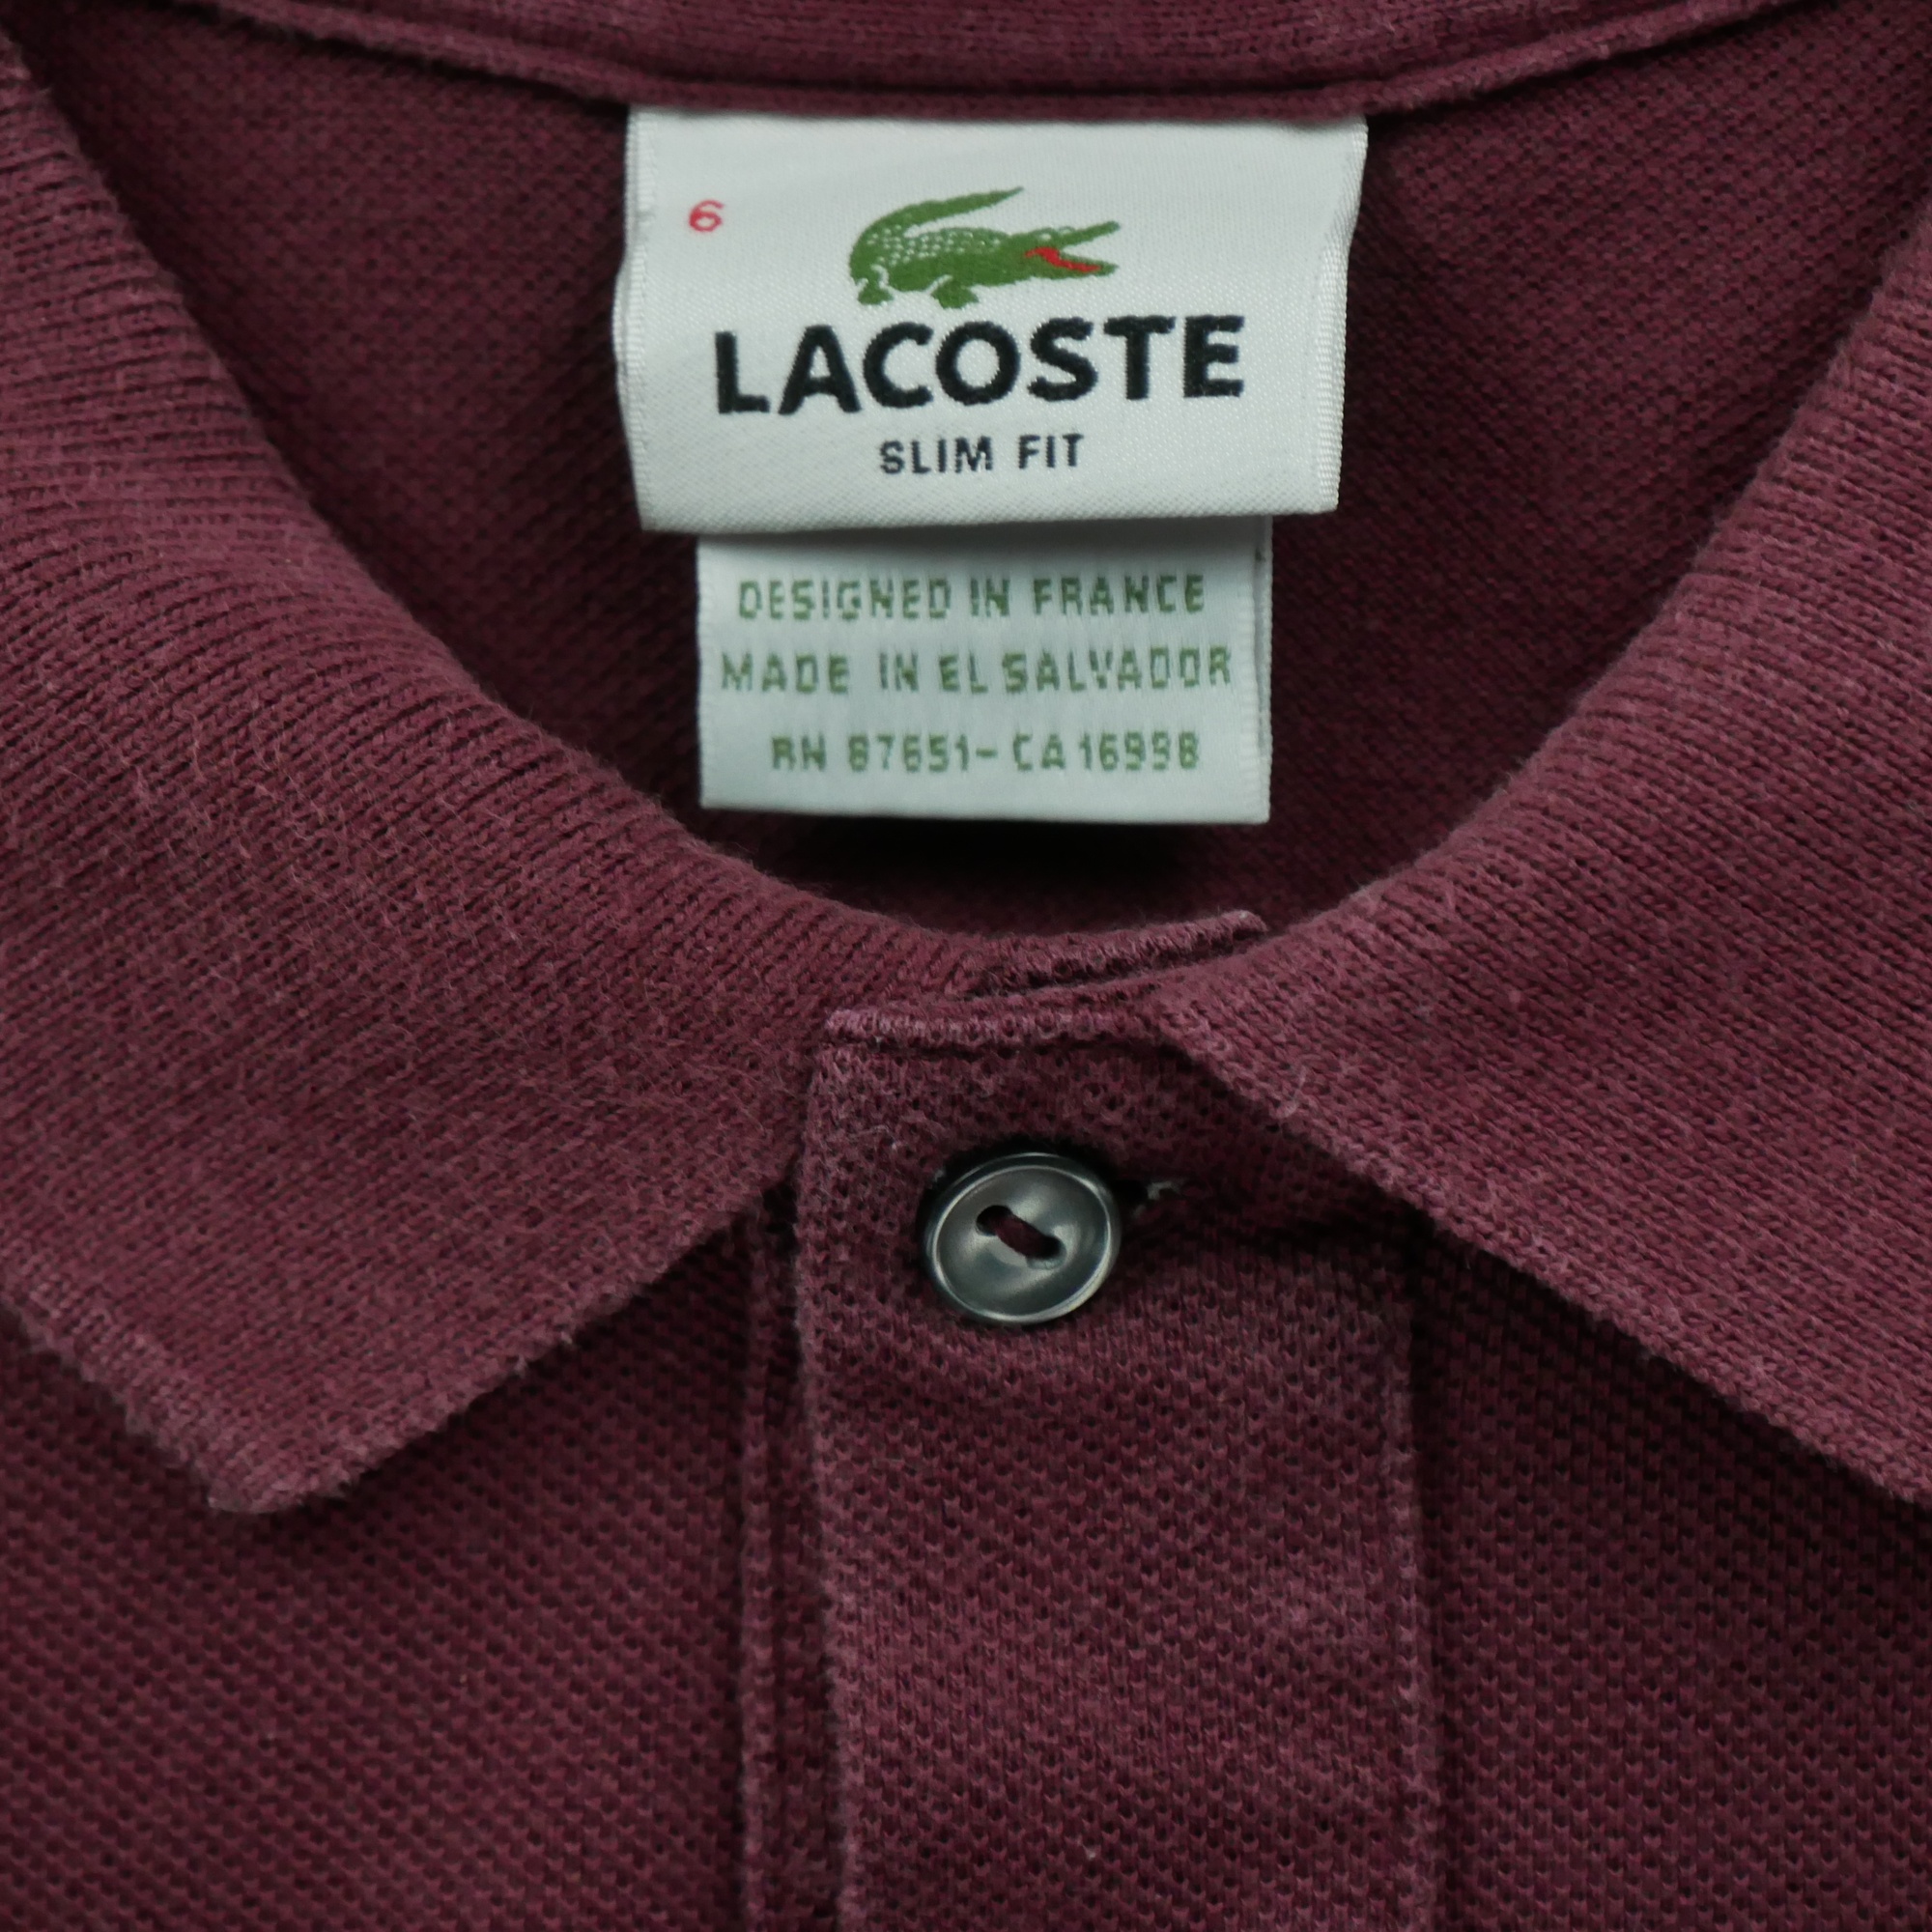 6
LACOSTE
SLIM FIT
DESIGNED IN FRANCE
MADE IN EL SALVADOR
RN 87651-CA 16998